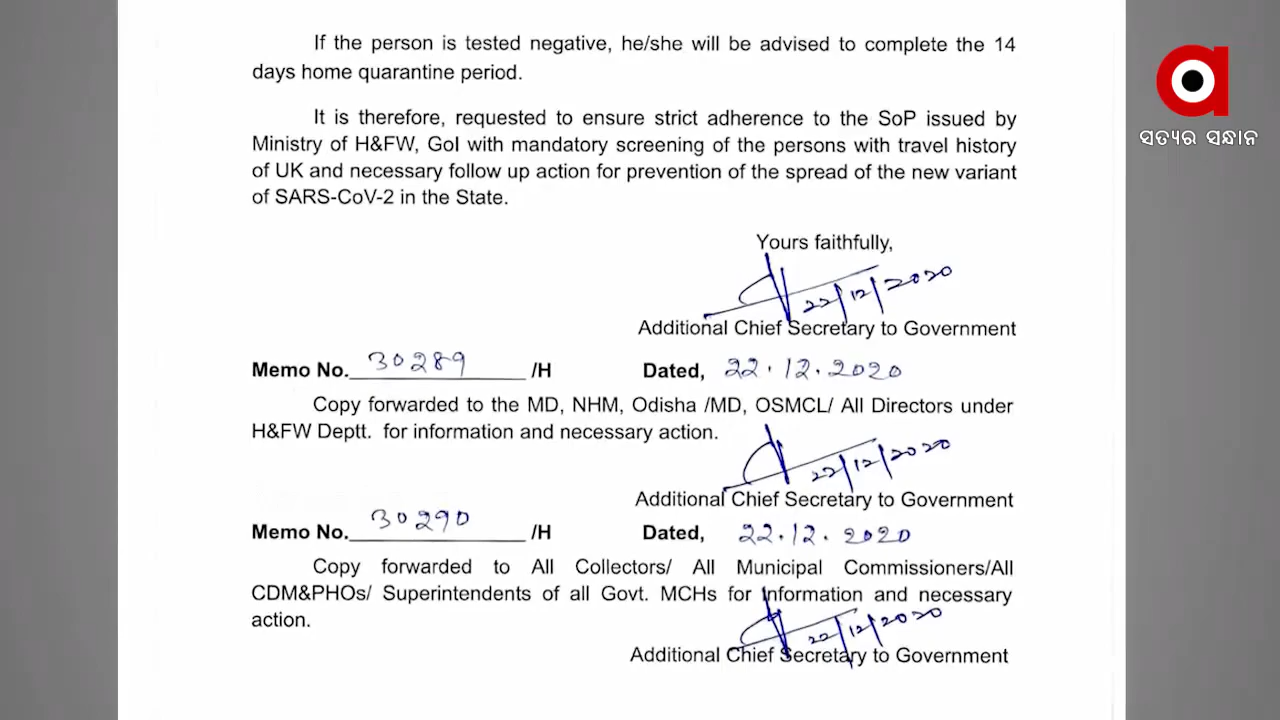 If the person is tested negative, he/she will be advised to complete the 14
days home quarantine period.
It is therefore, requested to ensure strict adherence to the SoP issued by
Ministry of H&FW, GoI with mandatory screening of the persons with travel history
of UK and necessary follow up action for prevention of the spread of the new variant
of SARS-CoV-2 in the State.
Yours faithfully,
22/12/2020
Additional Chief Secretary to Government
Memo No. 30289 /H Dated, 22.12.2020
Copy forwarded to the MD, NHM, Odisha /MD, OSMCL/ All Directors under
H&FW Deptt. for information and necessary action.
22/12/2020
Additional Chief Secretary to Government
Memo No. 30290 /H Dated, 22.12.2020
Copy forwarded to All Collectors/ All Municipal Commissioners/All
CDM&PHOs/ Superintendents of all Govt. MCHs for information and necessary
action.
22/12/2020
Additional Chief Secretary to Government
ସତ୍ୟର ସନ୍ଧାନ